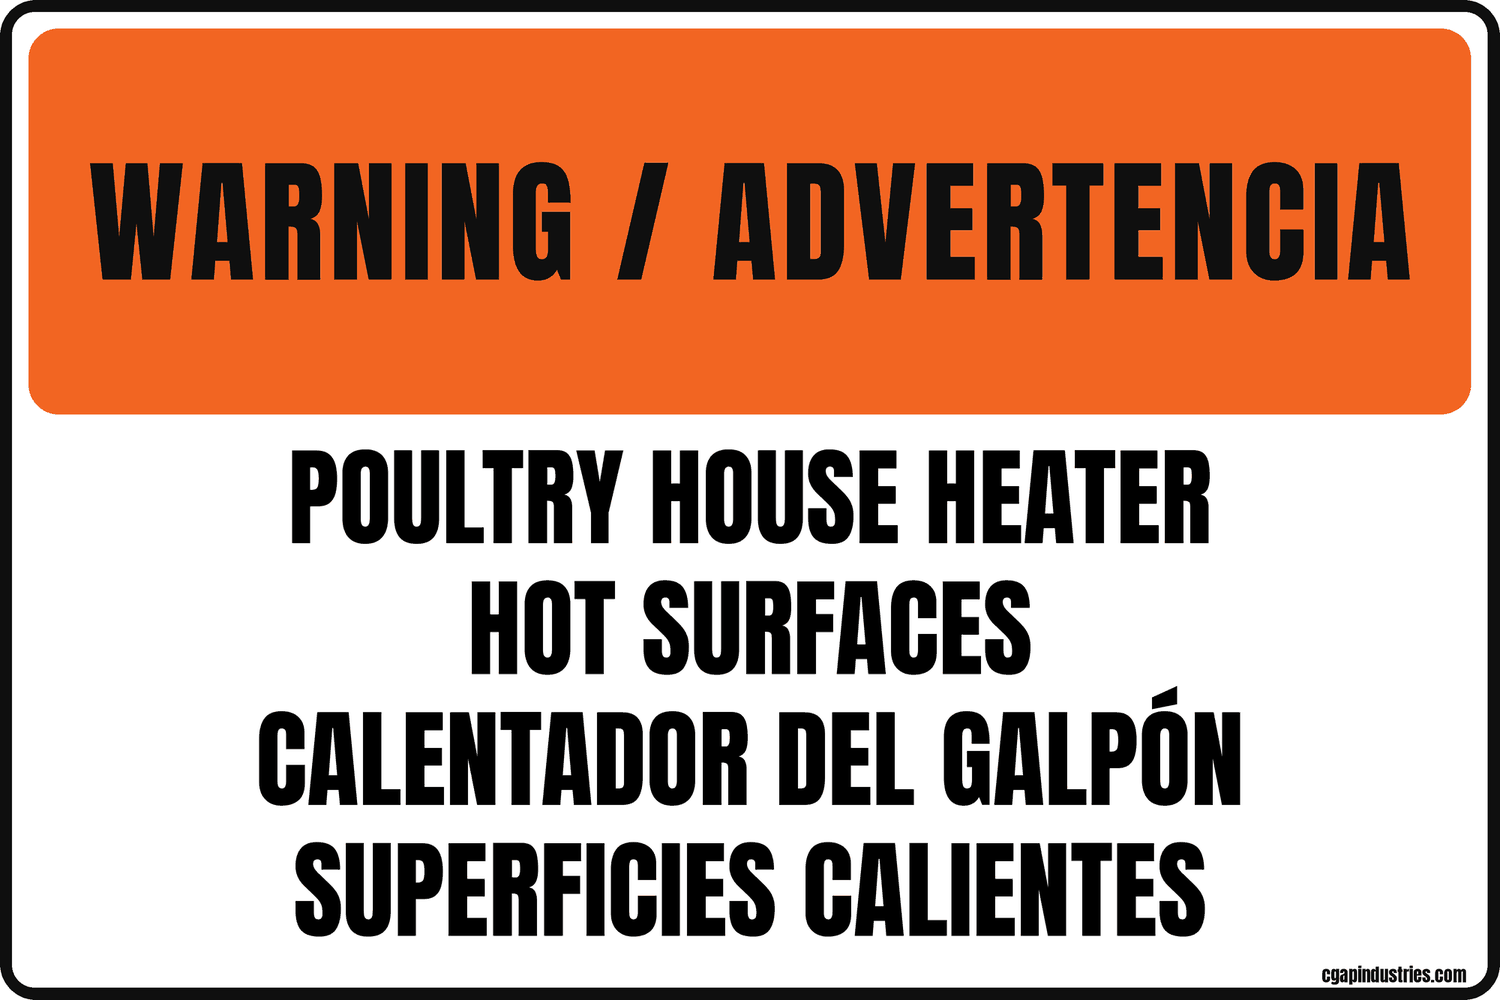 WARNING / ADVERTENCIA
POULTRY HOUSE HEATER
HOT SURFACES
CALENTADOR DEL GALPÓN
SUPERFICIES CALIENTES
cgapindustries.com